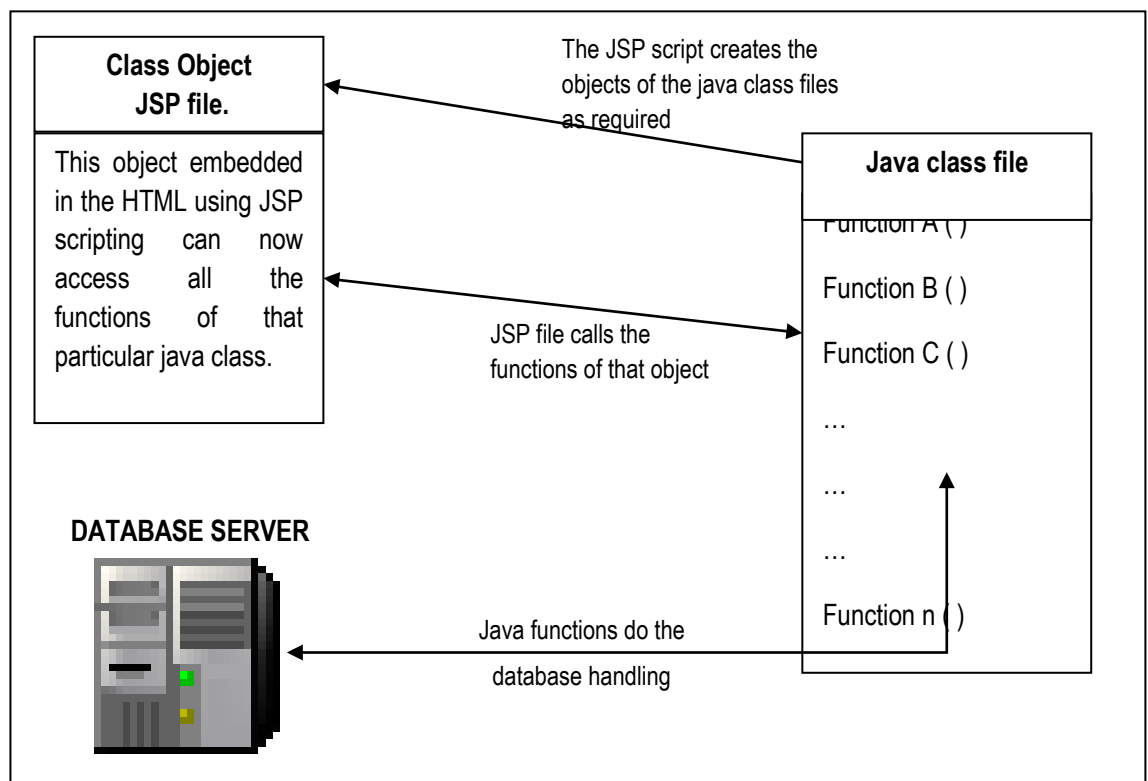 Class Object
JSP file.
This object embedded
in the HTML using JSP
scripting can now
access all the
functions of that
particular java class.
The JSP script creates the
objects of the java class files
as required
Java class file
Function A ( )
Function B ( )
Function C ( )
…
…
…
Function n ( )
JSP file calls the
functions of that object
DATABASE SERVER
Java functions do the
database handling